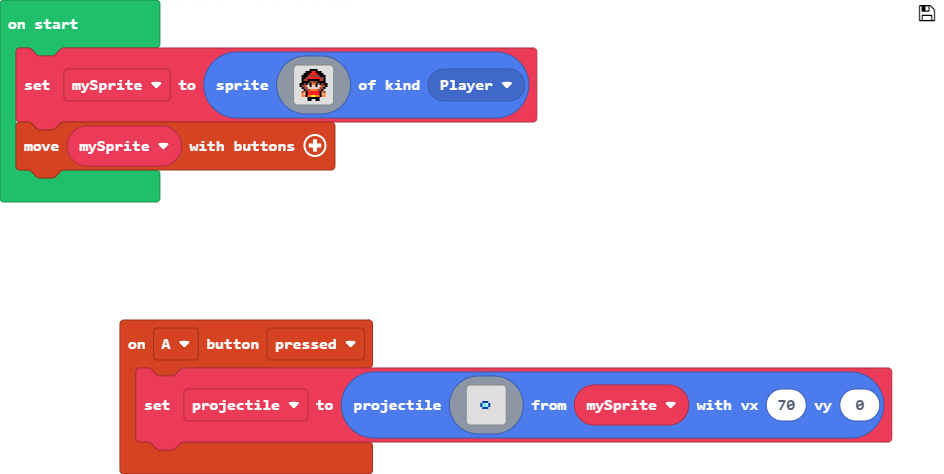 on start
set mySprite to sprite of kind Player
move mySprite with buttons
on A button pressed
set projectile to projectile from mySprite with vx 70 vy 0